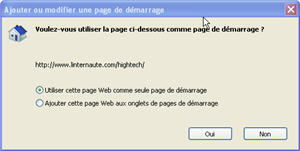 Ajouter ou modifier une page de démarrage
Voulez-vous utiliser la page ci-dessous comme page de démarrage ?
http://www.linternaute.com/hightech/
Utiliser cette page Web comme seule page de démarrage
Ajouter cette page Web aux onglets de pages de démarrage
Oui Non